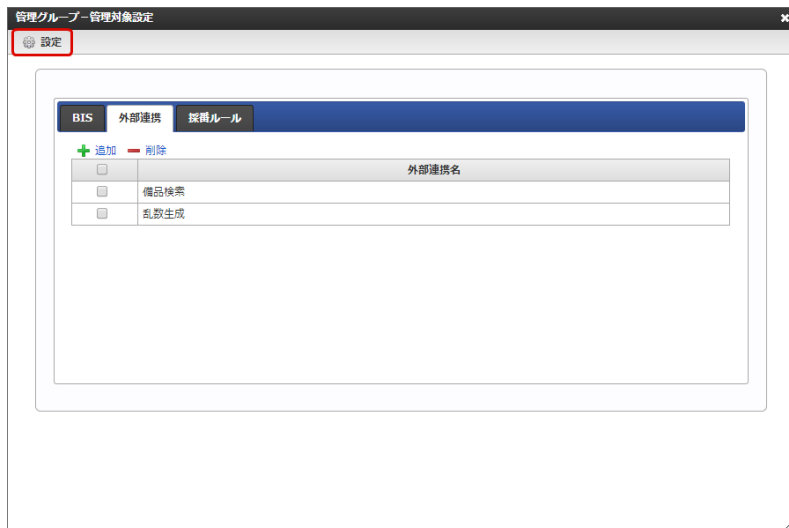 管理グループ－管理対象設定
設定
BIS 外部連携 採番ルール
追加 削除
外部連携名
備品検索
乱数生成